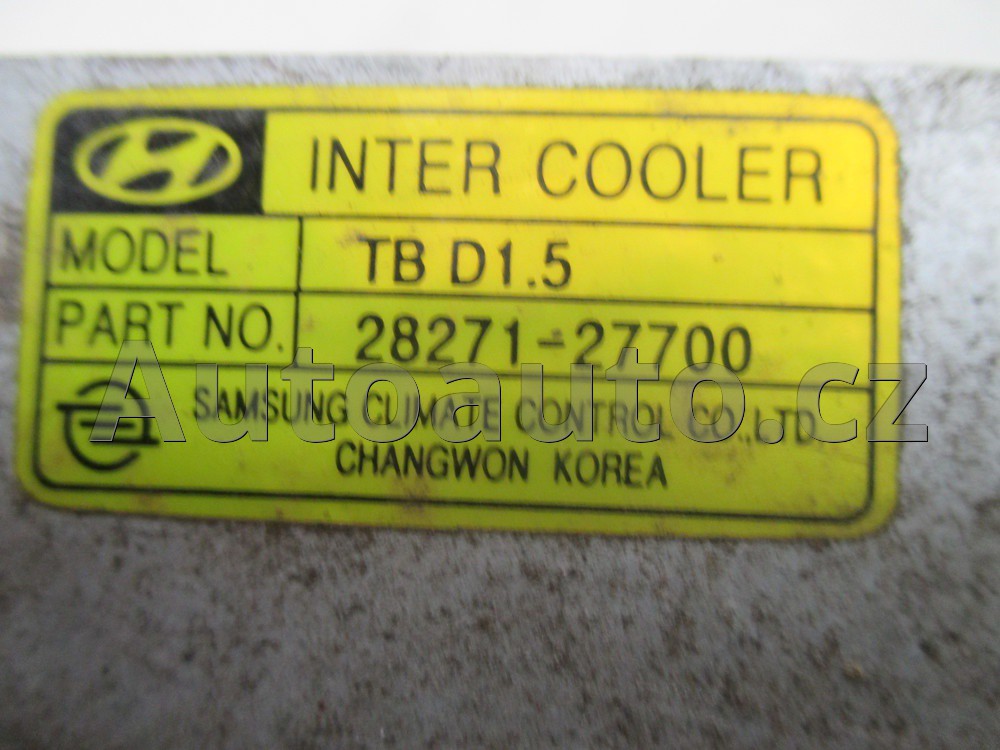 INTER COOLER
MODEL TB D1.5
PART NO. 28271-27700
SAMSUNG CLIMATE CONTROL CO.,LTD.
CHANGWON KOREA
Autoauto.cz